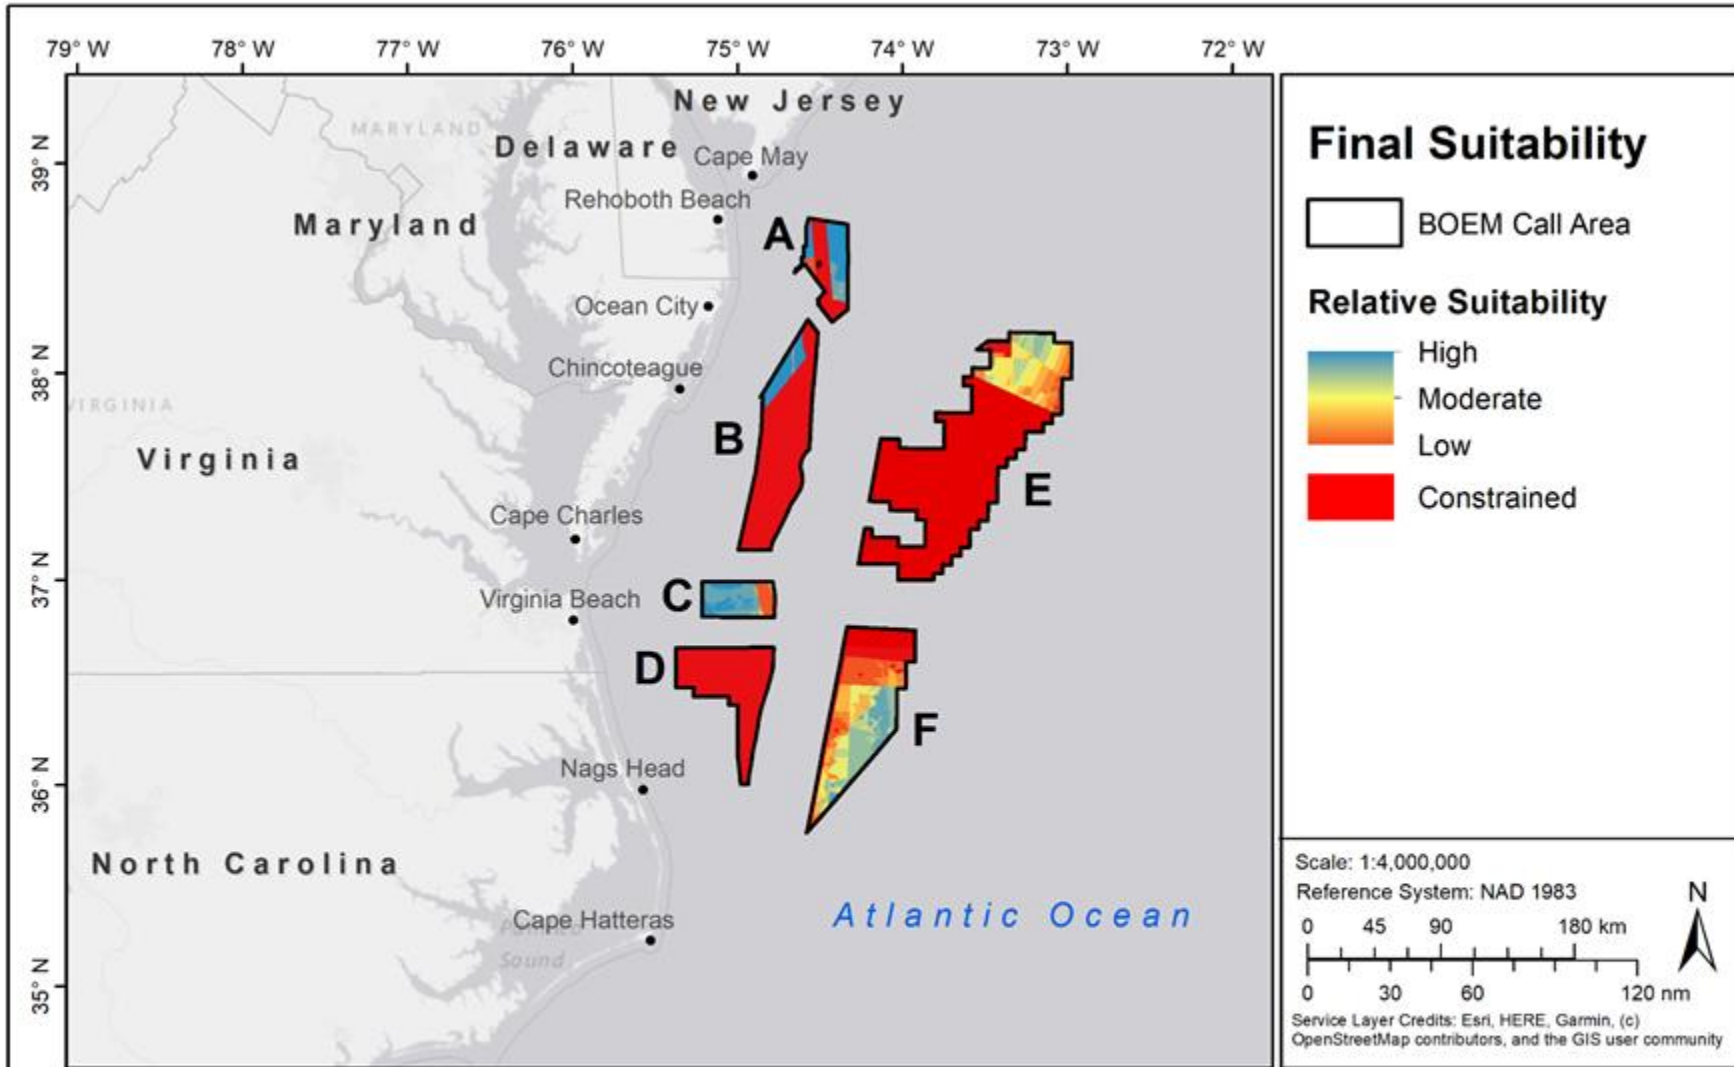 79° W 78° W 77° W 76° W 75° W 74° W 73° W 72° W
39° N
38° N
37° N
36° N
35° N
New Jersey
MARYLAND
Delaware
Cape May
Rehoboth Beach
Maryland
A
Ocean City
Chincoteague
VIRGINIA
B
Virginia
E
Cape Charles
C
Virginia Beach
D
F
Nags Head
North Carolina
Cape Hatteras
Atlantic Ocean
Sound
Final Suitability
BOEM Call Area
Relative Suitability
High
Moderate
Low
Constrained
Scale: 1:4,000,000
Reference System: NAD 1983
N
0 45 90 180 km
0 30 60 120 nm
Service Layer Credits: Esri, HERE, Garmin, (c)
OpenStreetMap contributors, and the GIS user community